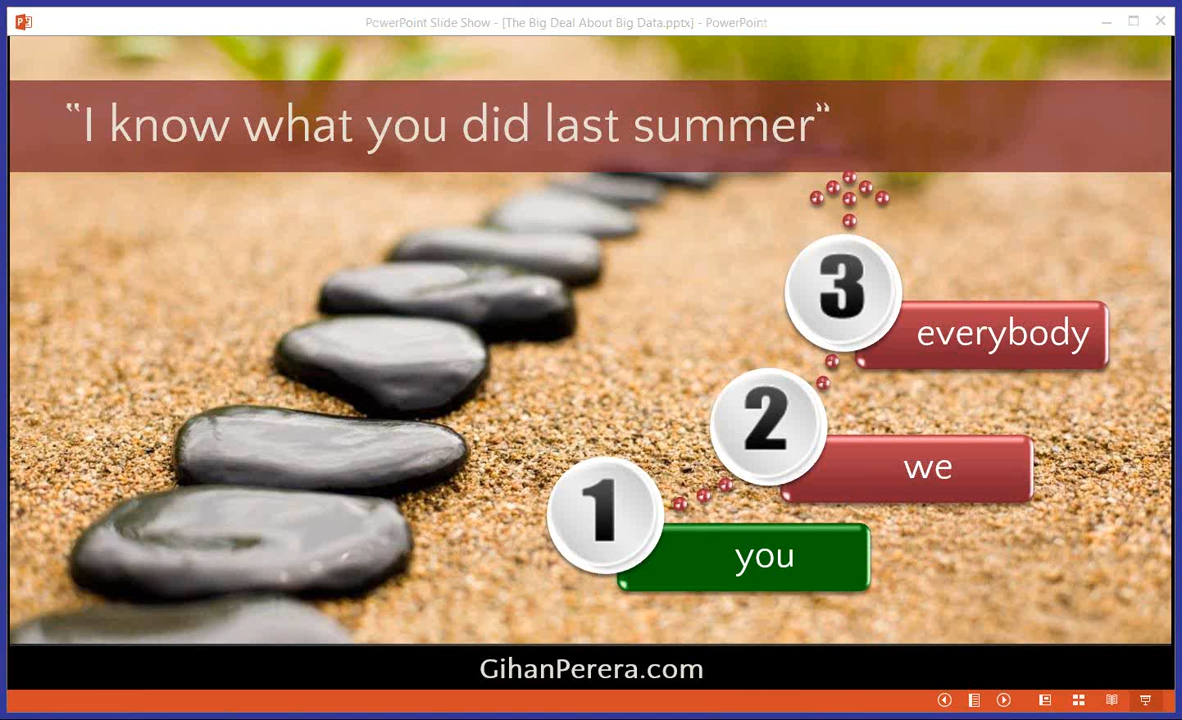 PowerPoint Slide Show - [The Big Deal About Big Data.pptx] - PowerPoint
“I know what you did last summer”
3
everybody
2
we
1
you
GihanPerera.com